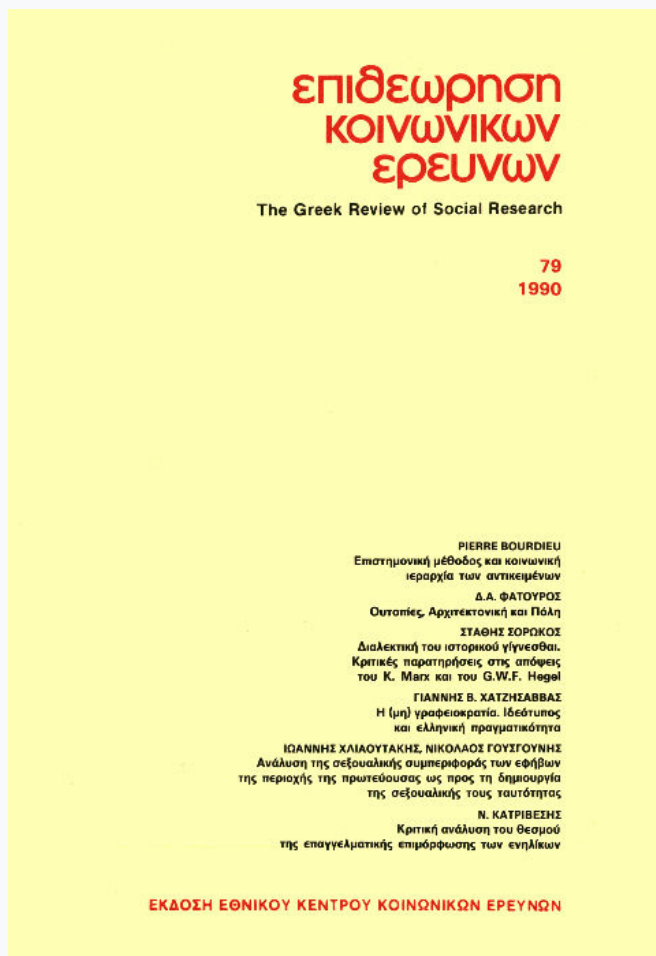 επιθεωρηση
κοινωνικων
ερευνων
The Greek Review of Social Research
79
1990
PIERRE BOURDIEU
Επιστημονική μέθοδος και κοινωνική
ιεραρχία των αντικειμένων
Δ.Α. ΦΑΤΟΥΡΟΣ
Ουτοπίες, Αρχιτεκτονική και Πόλη
ΣΤΑΘΗΣ ΣΟΡΩΚΟΣ
Διαλεκτική του ιστορικού γίγνεσθαι.
Κριτικές παρατηρήσεις στις απόψεις
του K. Marx και του G.W.F. Hegel
ΓΙΑΝΝΗΣ Β. ΧΑΤΖΗΣΑΒΒΑΣ
Η (μη) γραφειοκρατία. Ιδεότυπος
και ελληνική πραγματικότητα
ΙΩΑΝΝΗΣ ΧΛΙΑΟΥΤΑΚΗΣ, ΝΙΚΟΛΑΟΣ ΓΟΥΣΓΟΥΝΗΣ
Ανάλυση της σεξουαλικής συμπεριφοράς των εφήβων
της περιοχής της πρωτεύουσας ως προς τη δημιουργία
της σεξουαλικής τους ταυτότητας
Ν. ΚΑΤΡΙΒΕΣΗΣ
Κριτική ανάλυση του θεσμού
της επαγγελματικής επιμόρφωσης των ενηλίκων
ΕΚΔΟΣΗ ΕΘΝΙΚΟΥ ΚΕΝΤΡΟΥ ΚΟΙΝΩΝΙΚΩΝ ΕΡΕΥΝΩΝ